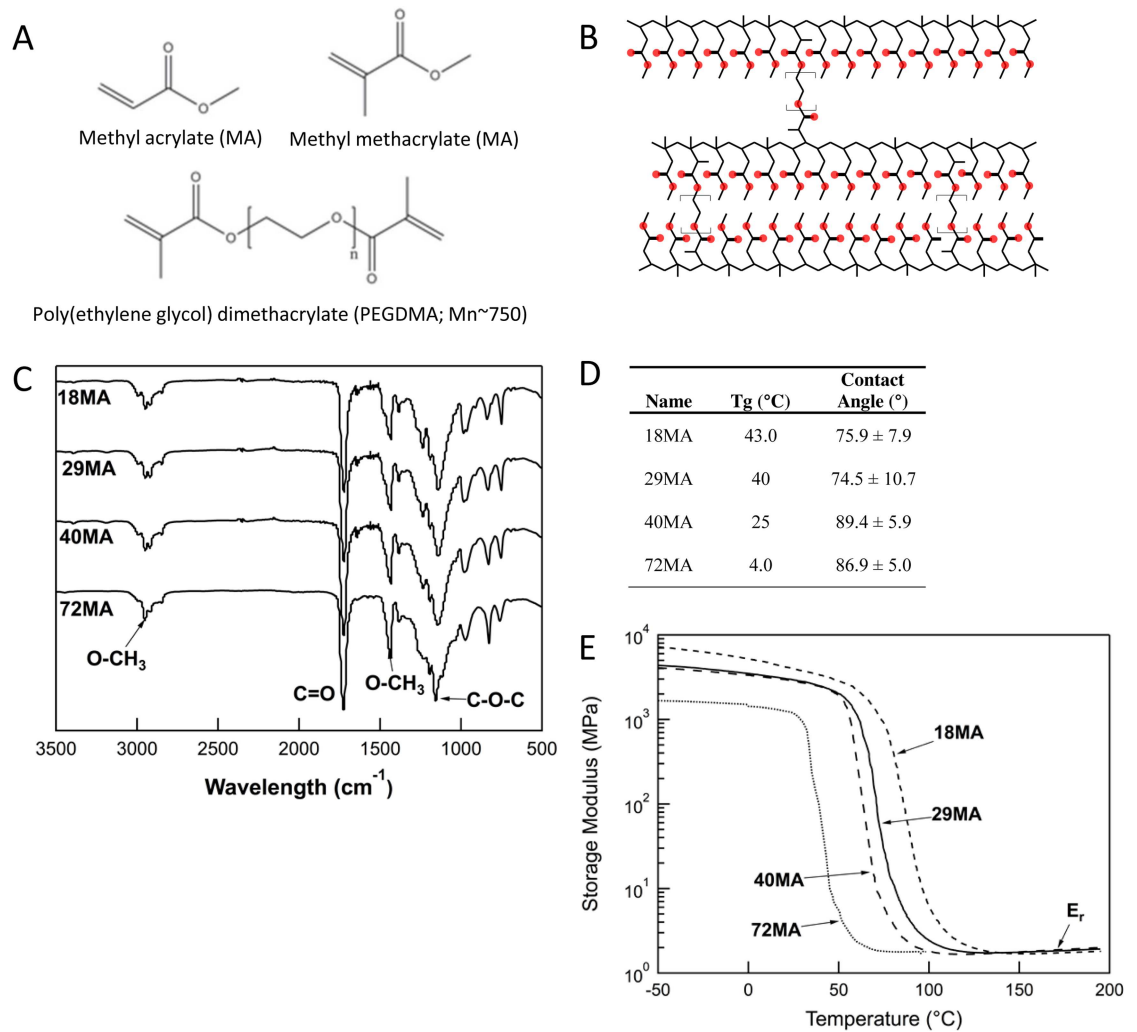 A
O
O
Methyl acrylate (MA)
O
O
Methyl methacrylate (MA)
O
O
O
n
O
Poly(ethylene glycol) dimethacrylate (PEGDMA; Mn~750)
B
C
18MA
29MA
40MA
72MA
O-CH3
C=O
O-CH3
C-O-C
3500 3000 2500 2000 1500 1000 500
Wavelength (cm-1)
D
Name Tg (°C) Contact Angle (°)
18MA 43.0 75.9 ± 7.9
29MA 40 74.5 ± 10.7
40MA 25 89.4 ± 5.9
72MA 4.0 86.9 ± 5.0
E
Storage Modulus (MPa)
10^4
10^3
10^2
10^1
10^0
18MA
29MA
40MA
72MA
Er
-50 0 50 100 150 200
Temperature (°C)